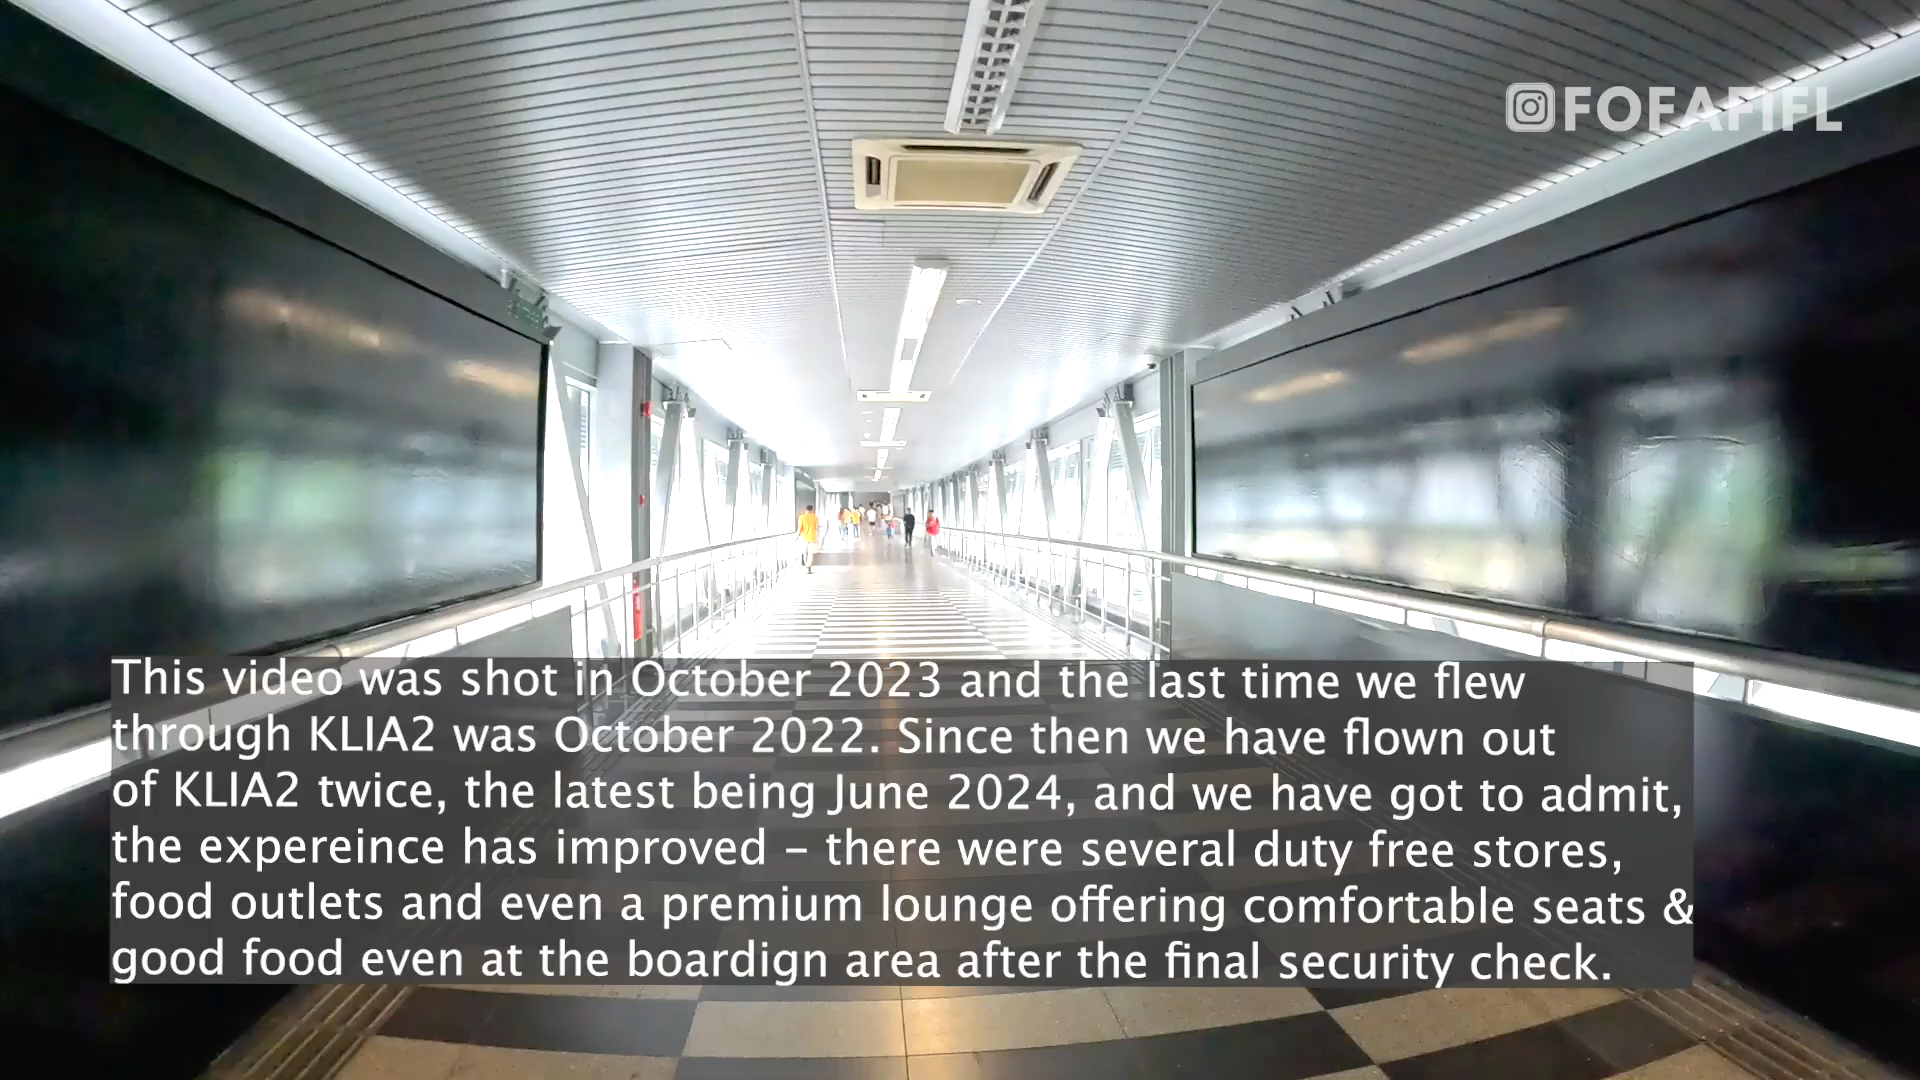 FOFAFIFL
This video was shot in October 2023 and the last time we flew
through KLIA2 was October 2022. Since then we have flown out
of KLIA2 twice, the latest being June 2024, and we have got to admit,
the expereince has improved – there were several duty free stores,
food outlets and even a premium lounge offering comfortable seats &
good food even at the boardign area after the final security check.